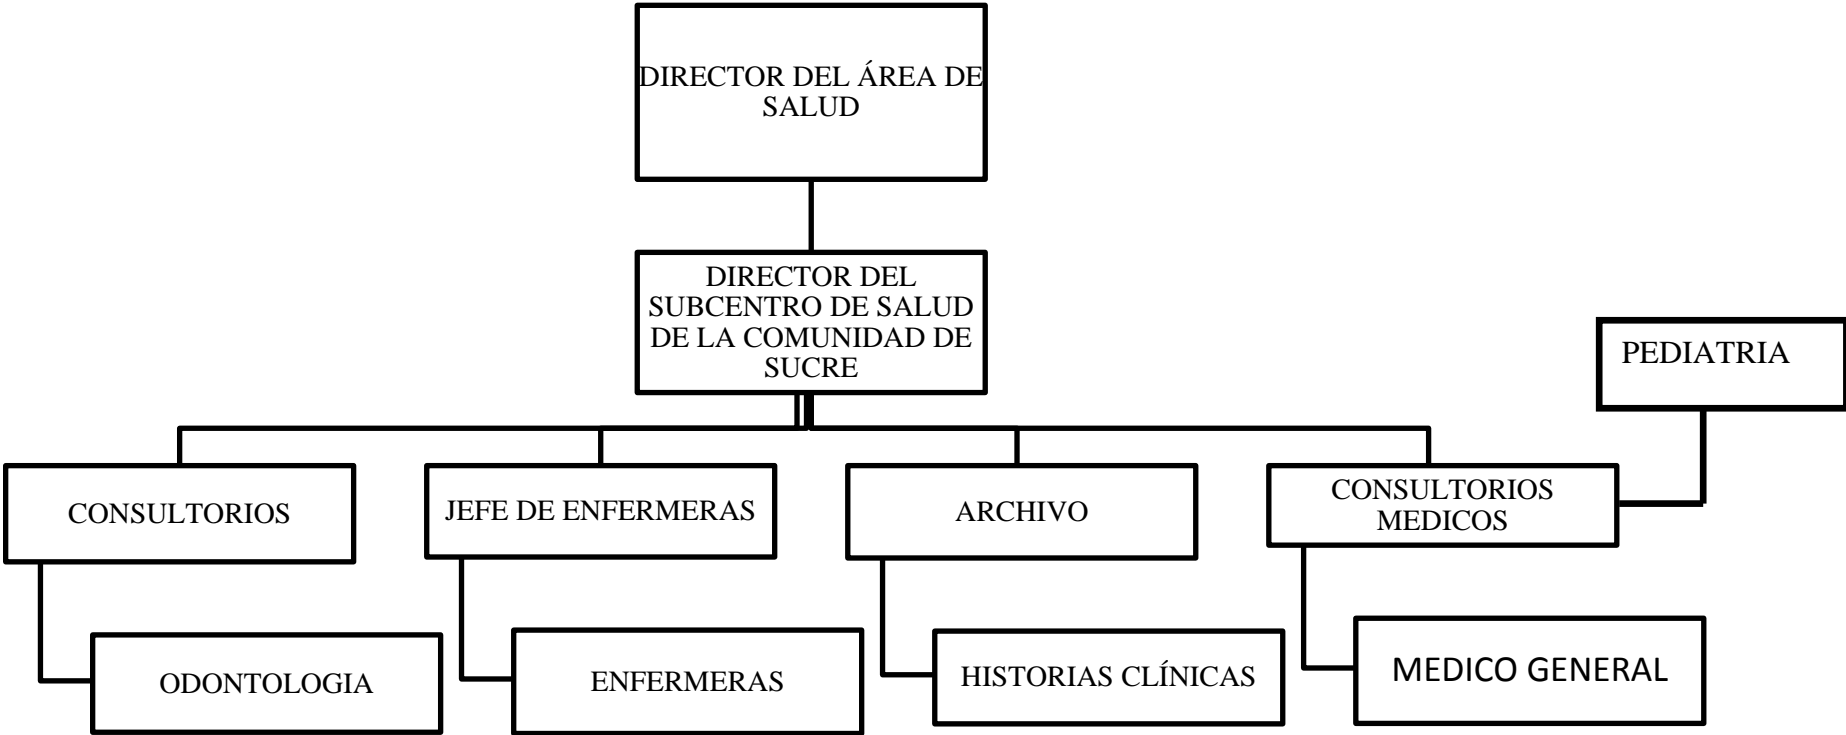 DIRECTOR DEL ÁREA DE
SALUD
DIRECTOR DEL
SUBCENTRO DE SALUD
DE LA COMUNIDAD DE
SUCRE
PEDIATRIA
CONSULTORIOS
JEFE DE ENFERMERAS
ARCHIVO
CONSULTORIOS
MEDICOS
ODONTOLOGIA
ENFERMERAS
HISTORIAS CLÍNICAS
MEDICO GENERAL